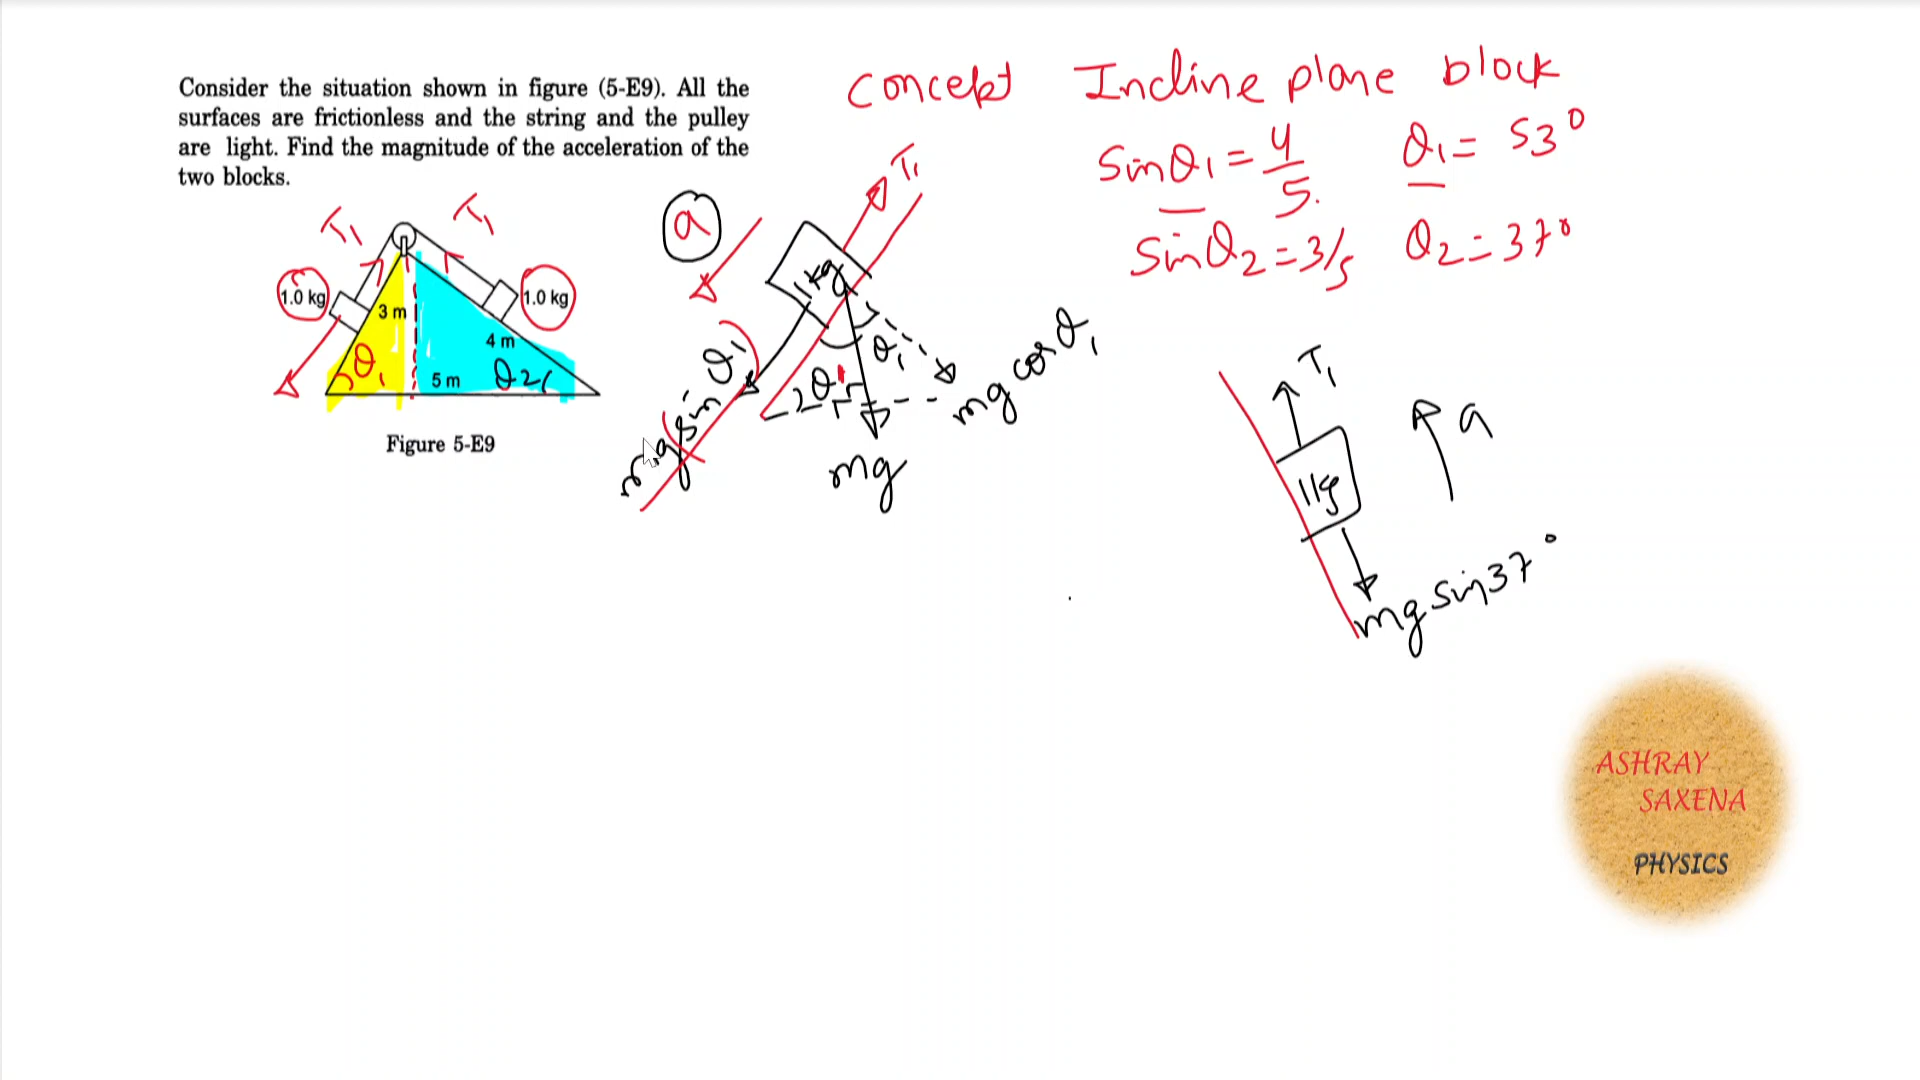 Consider the situation shown in figure (5-E9). All the
surfaces are frictionless and the string and the pulley
are light. Find the magnitude of the acceleration of the
two blocks.
T1
T1
1.0 kg
1.0 kg
3 m
4 m
5 m
θ1
θ2
Figure 5-E9
concept Incline plane block
sinθ1 = 4/5. θ1 = 53°
sinθ2 = 3/5 θ2 = 37°
a
T1
1kg
θ1
mg cosθ1
mg sinθ1
mg
T1
a
1kg
mg sin37°
ASHRAY
SAXENA
PHYSICS